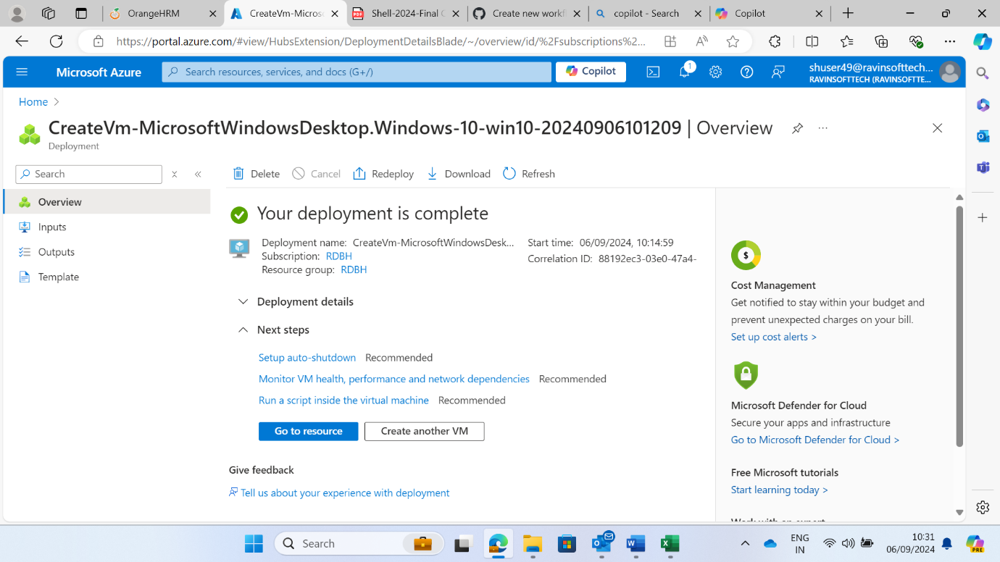 OrangeHRM
CreateVm-Micros
Shell-2024-Final
Create new workf
copilot - Search
Copilot
https://portal.azure.com/#view/HubsExtension/DeploymentDetailsBlade/~/overview/id/%2Fsubscriptions%2...
Microsoft Azure
Search resources, services, and docs (G+/)
Copilot
1
shuser49@ravinsofttech...
RAVINSOFTTECH (RAVINSOFTTE...
Home >
CreateVm-MicrosoftWindowsDesktop.Windows-10-win10-20240906101209 | Overview
Deployment
Search
Delete
Cancel
Redeploy
Download
Refresh
Overview
Inputs
Outputs
Template
Your deployment is complete
Deployment name: CreateVm-MicrosoftWindowsDesk...
Subscription: RDBH
Resource group: RDBH
Start time: 06/09/2024, 10:14:59
Correlation ID: 88192ec3-03e0-47a4-
Deployment details
Next steps
Setup auto-shutdown Recommended
Monitor VM health, performance and network dependencies Recommended
Run a script inside the virtual machine Recommended
Go to resource
Create another VM
Give feedback
Tell us about your experience with deployment
$
Cost Management
Get notified to stay within your budget and
prevent unexpected charges on your bill.
Set up cost alerts >
Microsoft Defender for Cloud
Secure your apps and infrastructure
Go to Microsoft Defender for Cloud >
Free Microsoft tutorials
Start learning today >
Work with an expert
Search
ENG
IN
10:31
06/09/2024
PRE